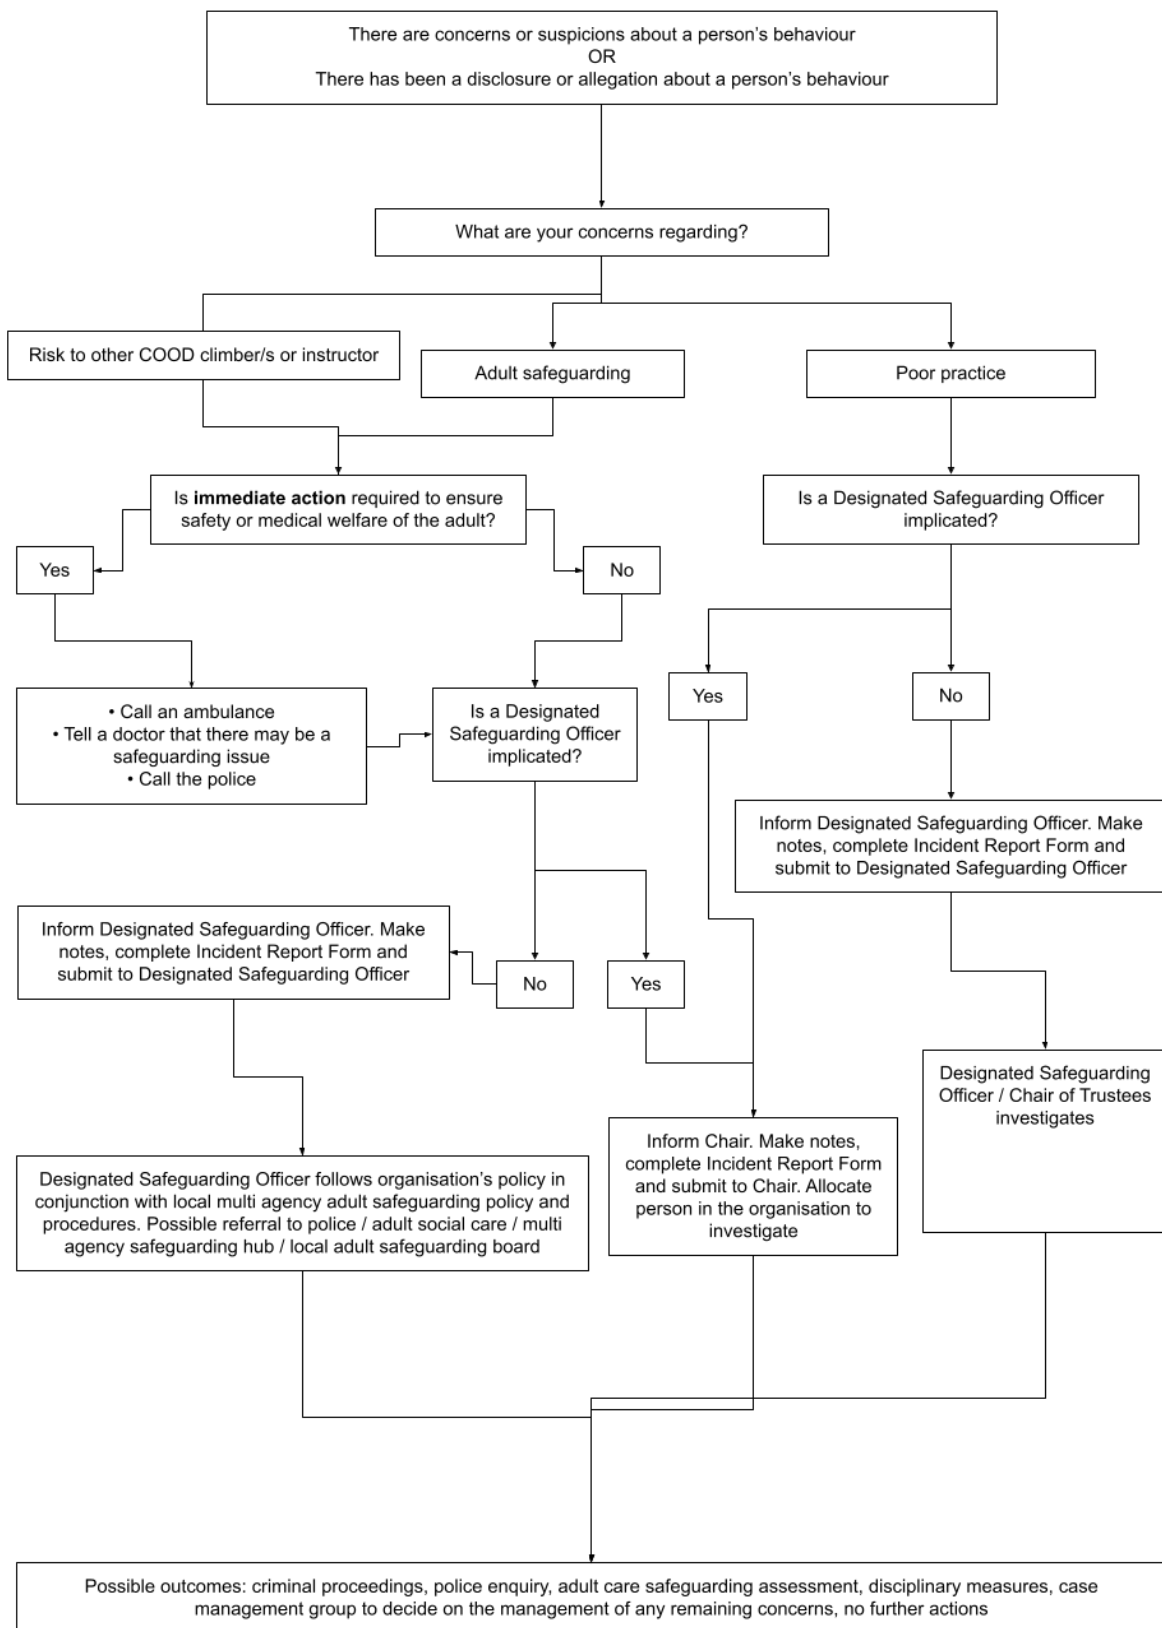 There are concerns or suspicions about a person's behaviour
OR
There has been a disclosure or allegation about a person's behaviour
What are your concerns regarding?
Risk to other COOD climber/s or instructor
Adult safeguarding
Poor practice
Is immediate action required to ensure
safety or medical welfare of the adult?
Is a Designated Safeguarding Officer
implicated?
Yes
No
Yes
No
• Call an ambulance
• Tell a doctor that there may be a
safeguarding issue
• Call the police
Is a Designated
Safeguarding Officer
implicated?
Inform Designated Safeguarding Officer. Make
notes, complete Incident Report Form and
submit to Designated Safeguarding Officer
Inform Designated Safeguarding Officer. Make
notes, complete Incident Report Form and
submit to Designated Safeguarding Officer
No
Yes
Designated Safeguarding
Officer / Chair of Trustees
investigates
Inform Chair. Make notes,
complete Incident Report Form
and submit to Chair. Allocate
person in the organisation to
investigate
Designated Safeguarding Officer follows organisation's policy in
conjunction with local multi agency adult safeguarding policy and
procedures. Possible referral to police / adult social care / multi
agency safeguarding hub / local adult safeguarding board
Possible outcomes: criminal proceedings, police enquiry, adult care safeguarding assessment, disciplinary measures, case
management group to decide on the management of any remaining concerns, no further actions